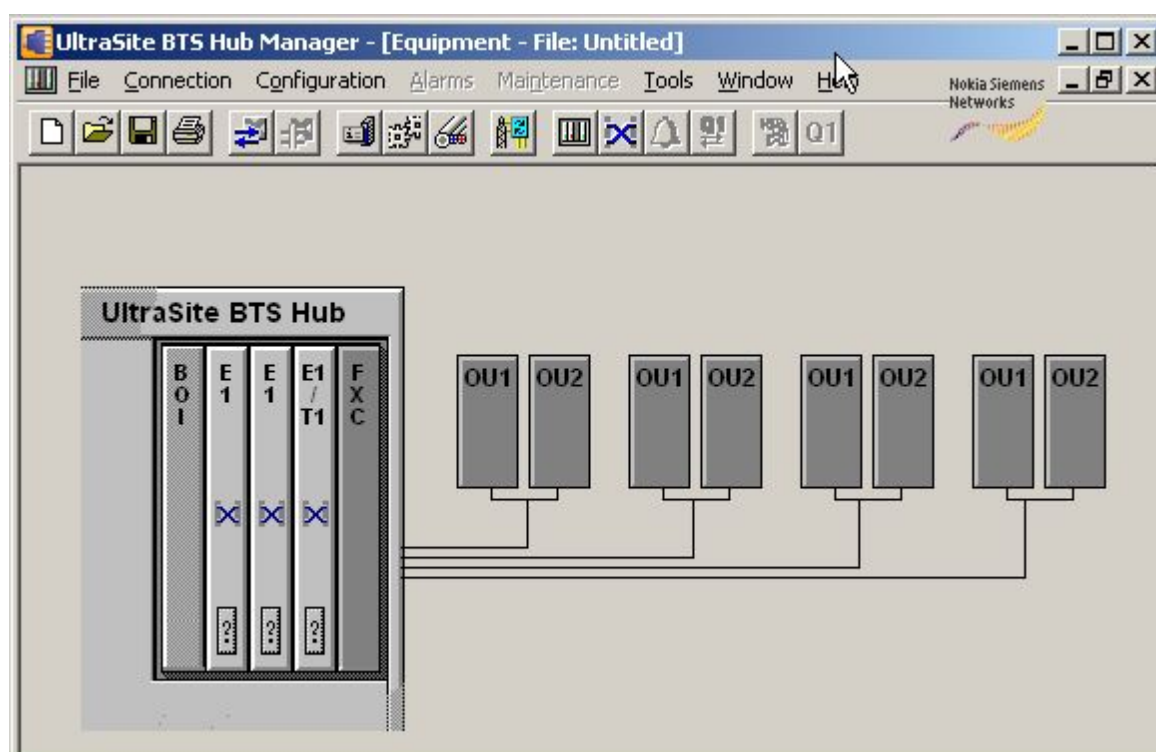 UltraSite BTS Hub Manager - [Equipment - File: Untitled]
File Connection Configuration Alarms Maintenance Tools Window Help
Nokia Siemens
Networks
Q1
UltraSite BTS Hub
BOI E1 E1 E1/T1 FXC
? ? ?
OU1 OU2 OU1 OU2 OU1 OU2 OU1 OU2